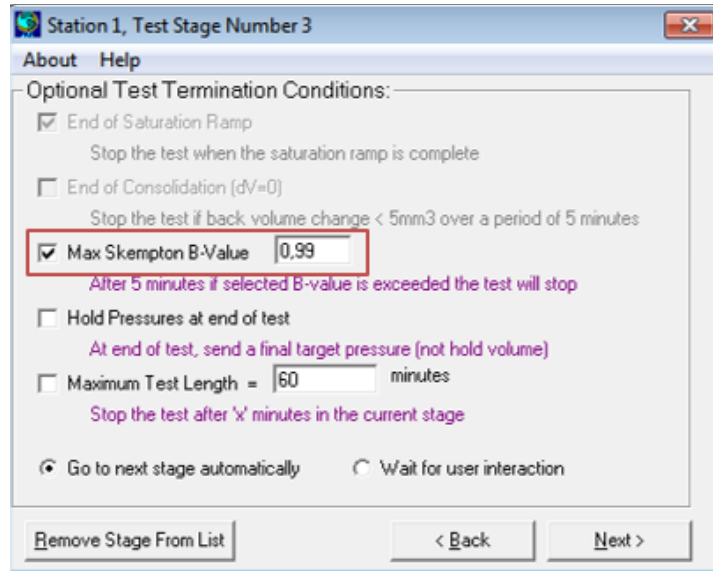 Station 1, Test Stage Number 3
About Help
Optional Test Termination Conditions:
End of Saturation Ramp
Stop the test when the saturation ramp is complete
End of Consolidation (dV=0)
Stop the test if back volume change < 5mm3 over a period of 5 minutes
Max Skempton B-Value 0,99
After 5 minutes if selected B-value is exceeded the test will stop
Hold Pressures at end of test
At end of test, send a final target pressure (not hold volume)
Maximum Test Length = 60 minutes
Stop the test after 'x' minutes in the current stage
Go to next stage automatically Wait for user interaction
Remove Stage From List < Back Next >